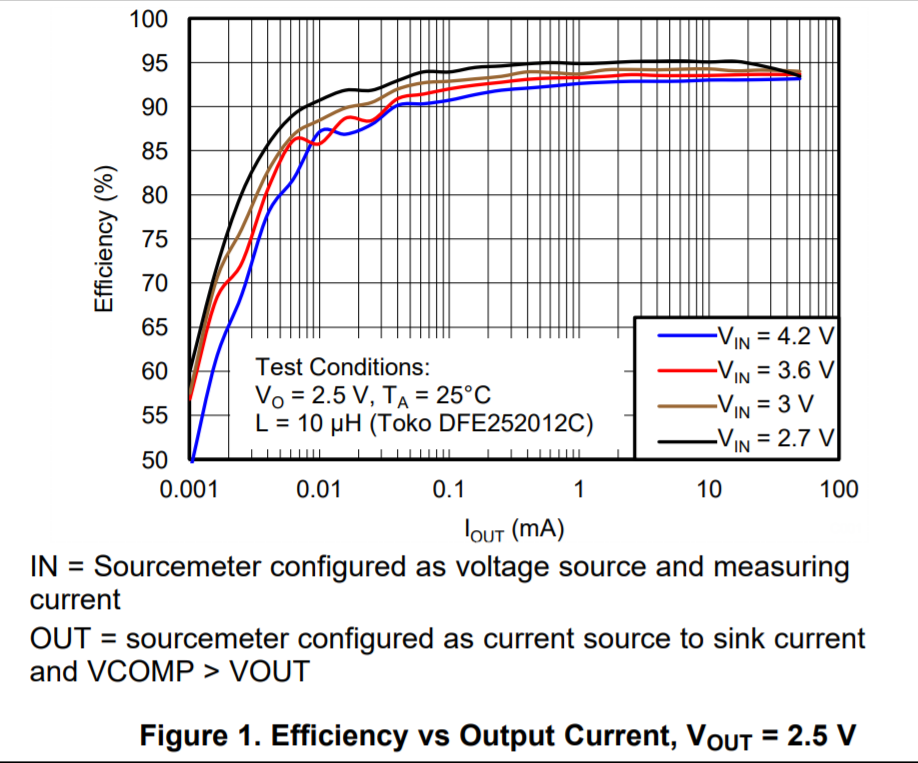 100
95
90
85
80
75
70
65
60
55
50
Efficiency (%)
Test Conditions:
VO = 2.5 V, TA = 25°C
L = 10 µH (Toko DFE252012C)
VIN = 4.2 V
VIN = 3.6 V
VIN = 3 V
VIN = 2.7 V
0.001 0.01 0.1 1 10 100
IOUT (mA)
IN = Sourcemeter configured as voltage source and measuring
current
OUT = sourcemeter configured as current source to sink current
and VCOMP > VOUT
Figure 1. Efficiency vs Output Current, VOUT = 2.5 V